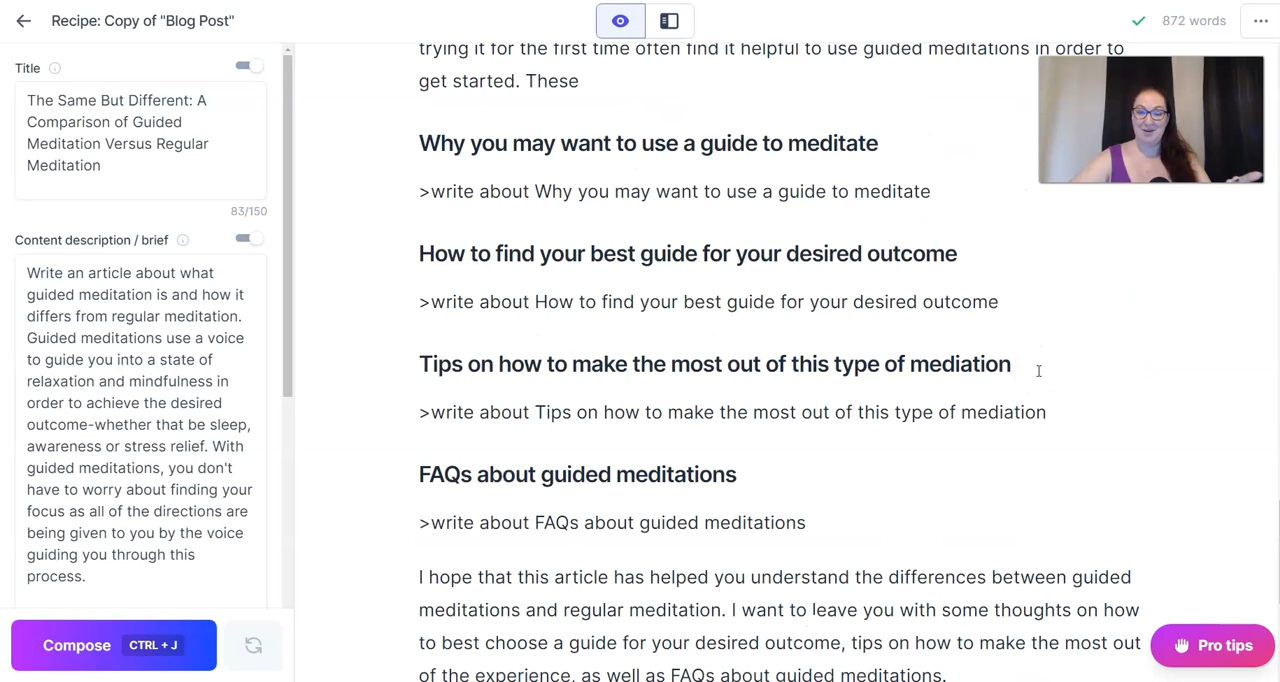 Recipe: Copy of "Blog Post"
872 words
Title
The Same But Different: A
Comparison of Guided
Meditation Versus Regular
Meditation
83/150
Content description / brief
Write an article about what
guided meditation is and how it
differs from regular meditation.
Guided meditations use a voice
to guide you into a state of
relaxation and mindfulness in
order to achieve the desired
outcome-whether that be sleep,
awareness or stress relief. With
guided meditations, you don't
have to worry about finding your
focus as all of the directions are
being given to you by the voice
guiding you through this
process.
Compose CTRL + J
trying it for the first time often find it helpful to use guided meditations in order to
get started. These
Why you may want to use a guide to meditate
>write about Why you may want to use a guide to meditate
How to find your best guide for your desired outcome
>write about How to find your best guide for your desired outcome
Tips on how to make the most out of this type of mediation
>write about Tips on how to make the most out of this type of mediation
FAQs about guided meditations
>write about FAQs about guided meditations
I hope that this article has helped you understand the differences between guided
meditations and regular meditation. I want to leave you with some thoughts on how
to best choose a guide for your desired outcome, tips on how to make the most out
of the experience, as well as FAQs about guided meditations.
Pro tips